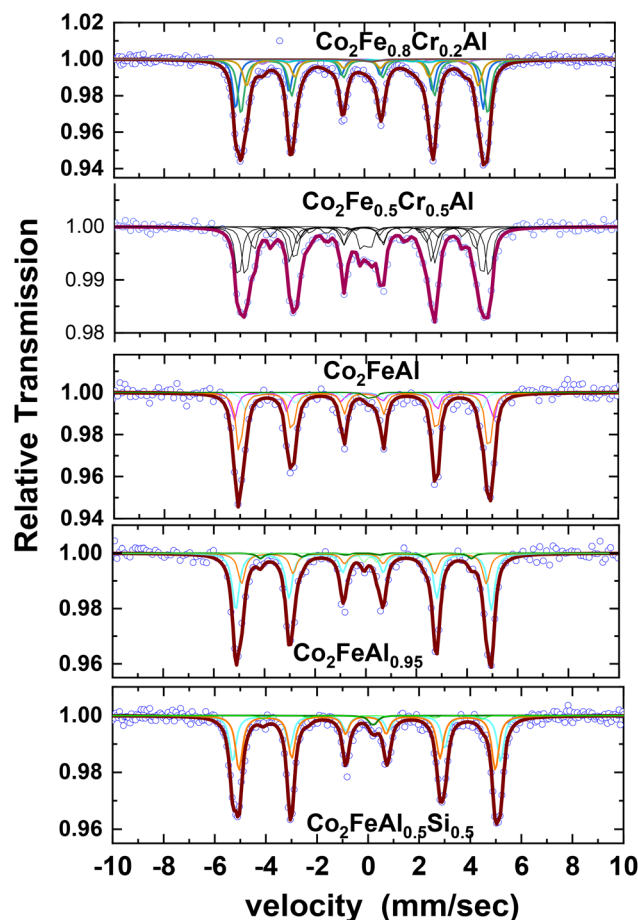 Relative Transmission
1.02
Co₂Fe₀.₈Cr₀.₂Al
1.00
0.98
0.96
0.94
Co₂Fe₀.₅Cr₀.₅Al
1.00
0.99
0.98
Co₂FeAl
1.00
0.98
0.96
0.94
1.00
0.98
0.96
Co₂FeAl₀.₉₅
1.00
0.98
0.96
Co₂FeAl₀.₅Si₀.₅
-10 -8 -6 -4 -2 0 2 4 6 8 10
velocity (mm/sec)